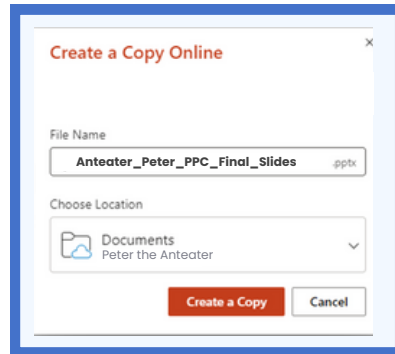 Create a Copy Online
×
File Name
Anteater_Peter_PPC_Final_Slides .pptx
Choose Location
Documents
Peter the Anteater
Create a Copy Cancel